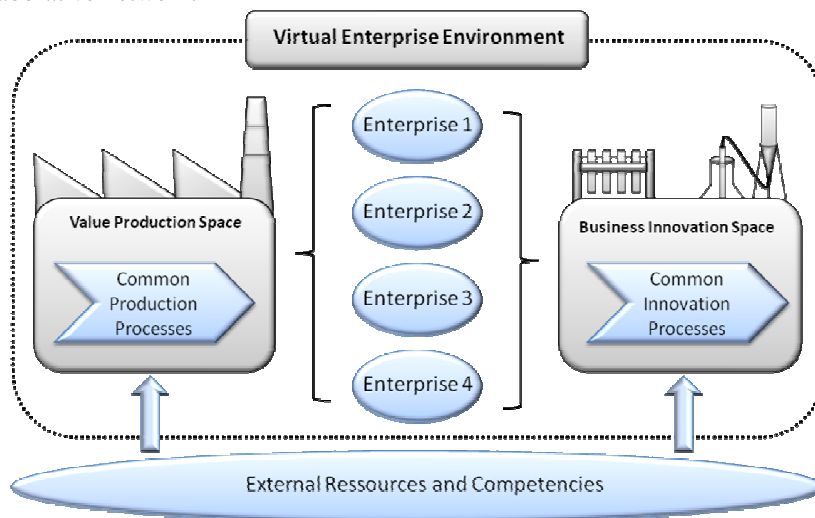 Virtual Enterprise Environment
Enterprise 1
Enterprise 2
Enterprise 3
Enterprise 4
Value Production Space
Common
Production
Processes
Business Innovation Space
Common
Innovation
Processes
External Ressources and Competencies